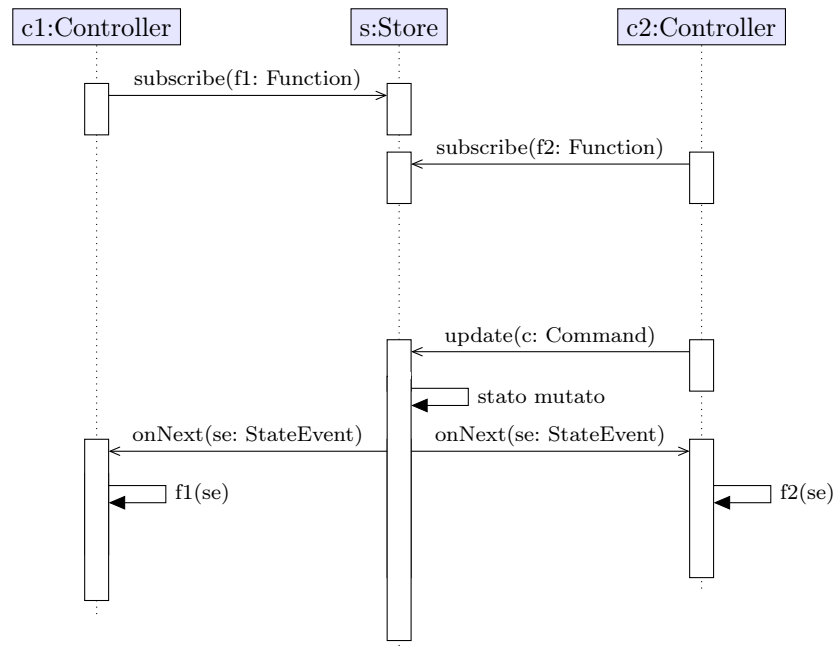 c1:Controller
s:Store
c2:Controller
subscribe(f1: Function)
subscribe(f2: Function)
update(c: Command)
stato mutato
onNext(se: StateEvent)
onNext(se: StateEvent)
f1(se)
f2(se)